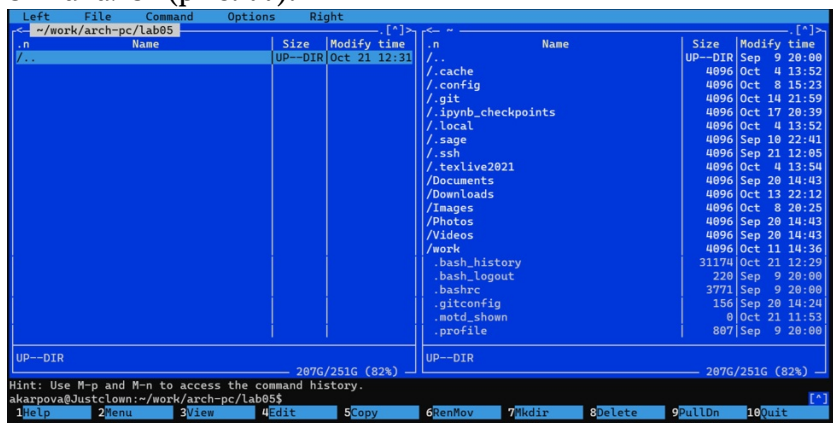 Left File Command Options Right
<- ~/work/arch-pc/lab05 .[^]> <- ~ .[^]>
.n Name Size Modify time .n Name Size Modify time
/.. UP--DIR Oct 21 12:31 /.. UP--DIR Sep 9 20:00
/.cache 4096 Oct 4 13:52
/.config 4096 Oct 8 15:23
/.git 4096 Oct 14 21:59
/.ipynb_checkpoints 4096 Oct 17 20:39
/.local 4096 Oct 4 13:52
/.sage 4096 Sep 10 22:41
/.ssh 4096 Sep 21 12:05
/.texlive2021 4096 Oct 4 13:54
/Documents 4096 Sep 20 14:43
/Downloads 4096 Oct 13 22:12
/Images 4096 Oct 8 20:25
/Photos 4096 Sep 20 14:43
/Videos 4096 Sep 20 14:43
/work 4096 Oct 11 14:36
.bash_history 31174 Oct 21 12:29
.bash_logout 220 Sep 9 20:00
.bashrc 3771 Sep 9 20:00
.gitconfig 156 Sep 20 14:24
.motd_shown 0 Oct 21 11:53
.profile 807 Sep 9 20:00
UP--DIR UP--DIR
207G/251G (82%) 207G/251G (82%)
Hint: Use M-p and M-n to access the command history.
akarpova@Justclown:~/work/arch-pc/lab05$ [^]
1Help 2Menu 3View 4Edit 5Copy 6RenMov 7Mkdir 8Delete 9PullDn 10Quit